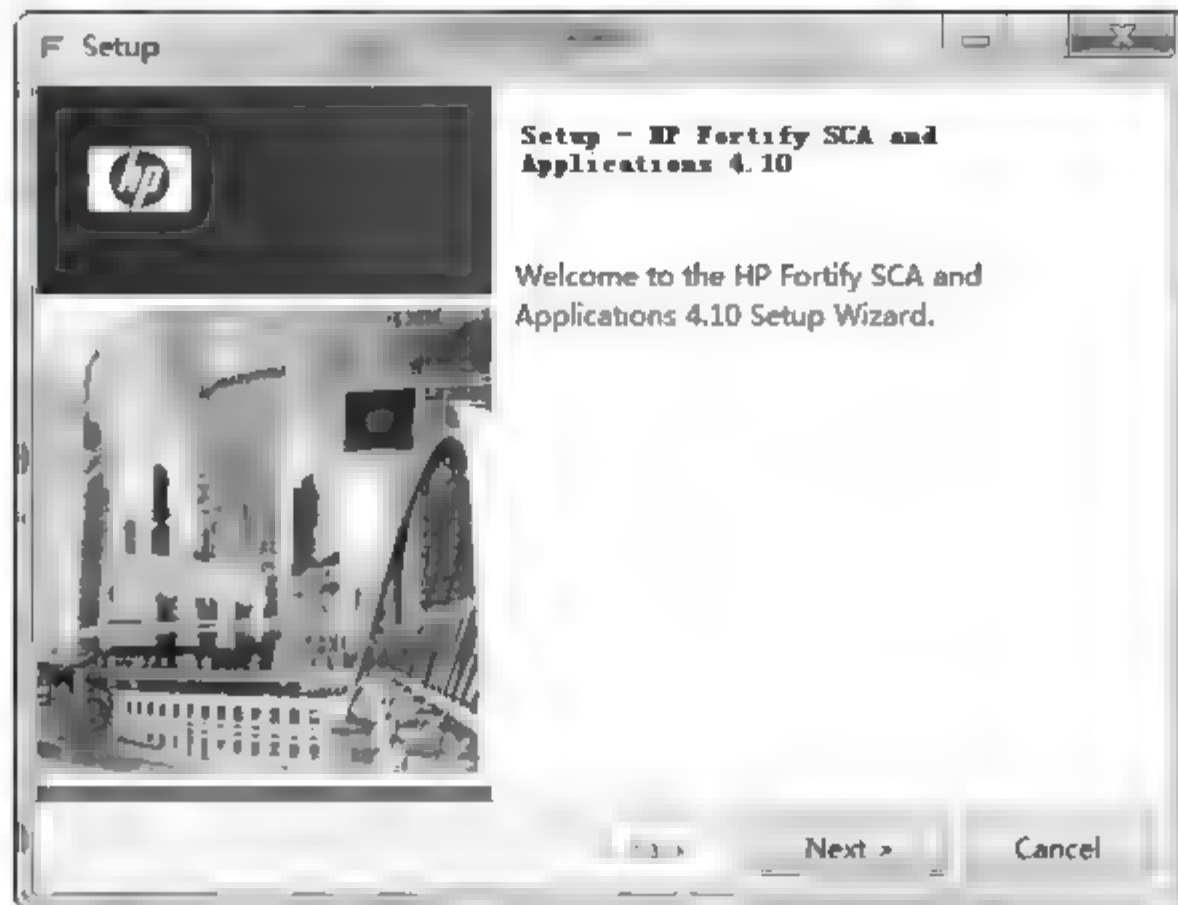 Setup
hp
Setup - HP Fortify SCA and
Applications 4.10
Welcome to the HP Fortify SCA and
Applications 4.10 Setup Wizard.
Next >
Cancel